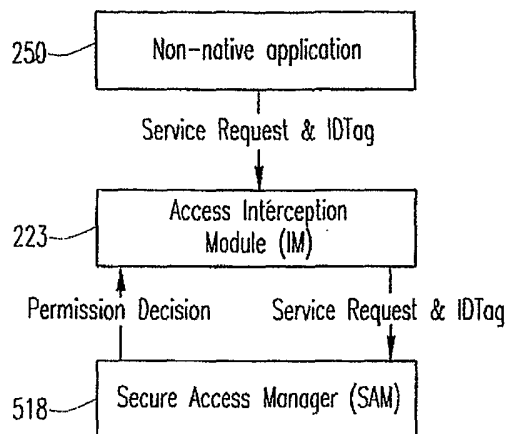 250
Non-native application
Service Request & IDTag
223
Access Interception
Module (IM)
Permission Decision
Service Request & IDTag
518
Secure Access Manager (SAM)